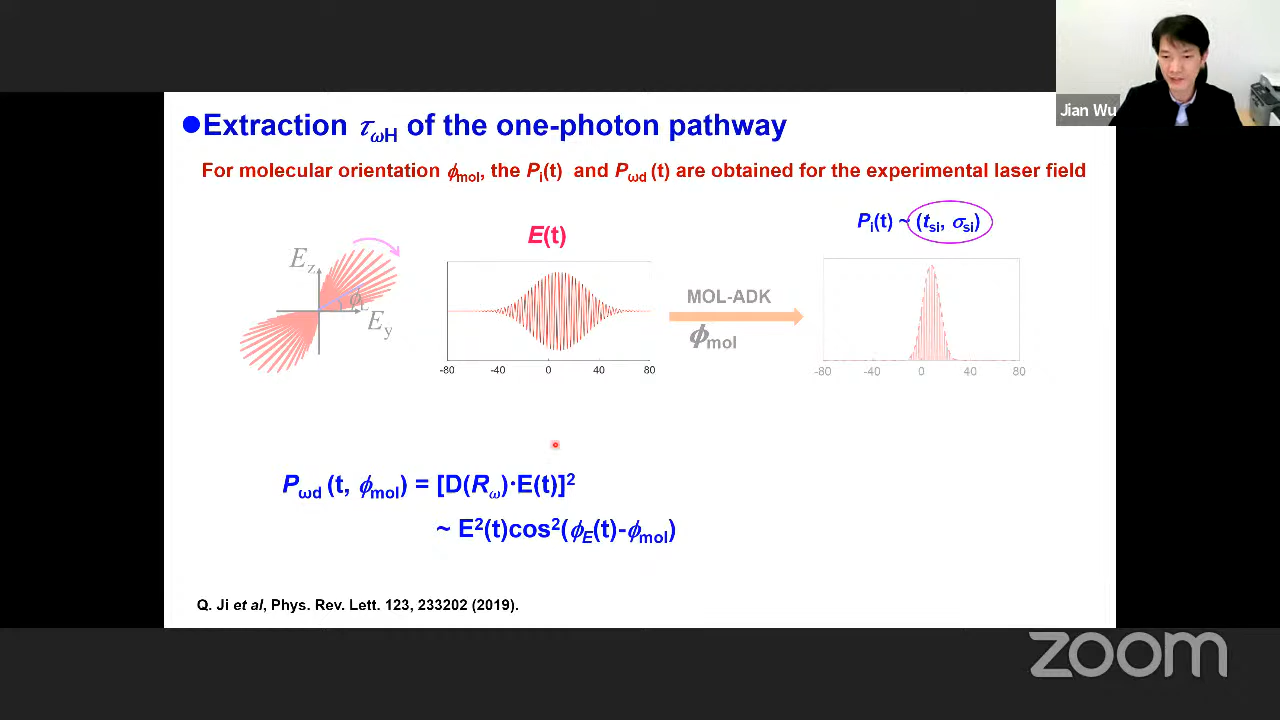 Jian Wu
●Extraction τωH of the one-photon pathway
For molecular orientation ϕmol, the Pi(t) and Pωd (t) are obtained for the experimental laser field
Pi(t) ~ (tsi, σsi)
E(t)
Ez
ϕL
Ey
MOL-ADK
ϕmol
-80 -40 0 40 80
-80 -40 0 40 80
Pωd (t, ϕmol) = [D(Rω)·E(t)]²
~ E²(t)cos²(ϕE(t)-ϕmol)
Q. Ji et al, Phys. Rev. Lett. 123, 233202 (2019).
zoom